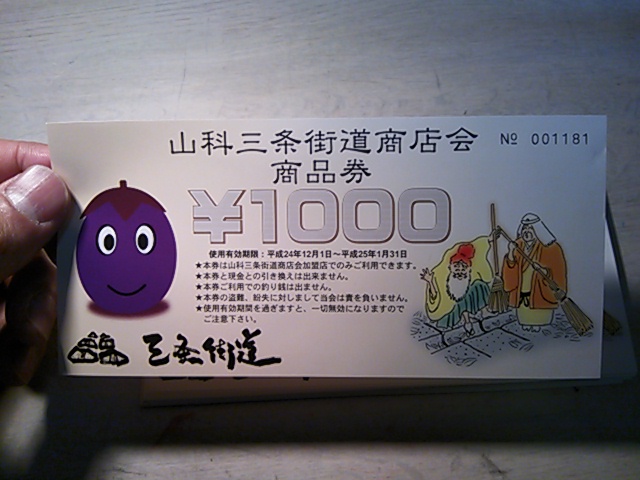 山科三条街道商店会
№ 001181
商品券
¥1000
使用有効期限:平成24年12月1日～平成25年1月31日
★本券は山科三条街道商店会加盟店でのみご利用できます。
★本券と現金との引き換えは出来ません。
★本券ご利用での釣り銭は出ません。
★本券の盗難、紛失に対しまして当会は責を負いません。
★使用有効期間を過ぎますと、一切無効になりますので
ご注意下さい。
三条街道